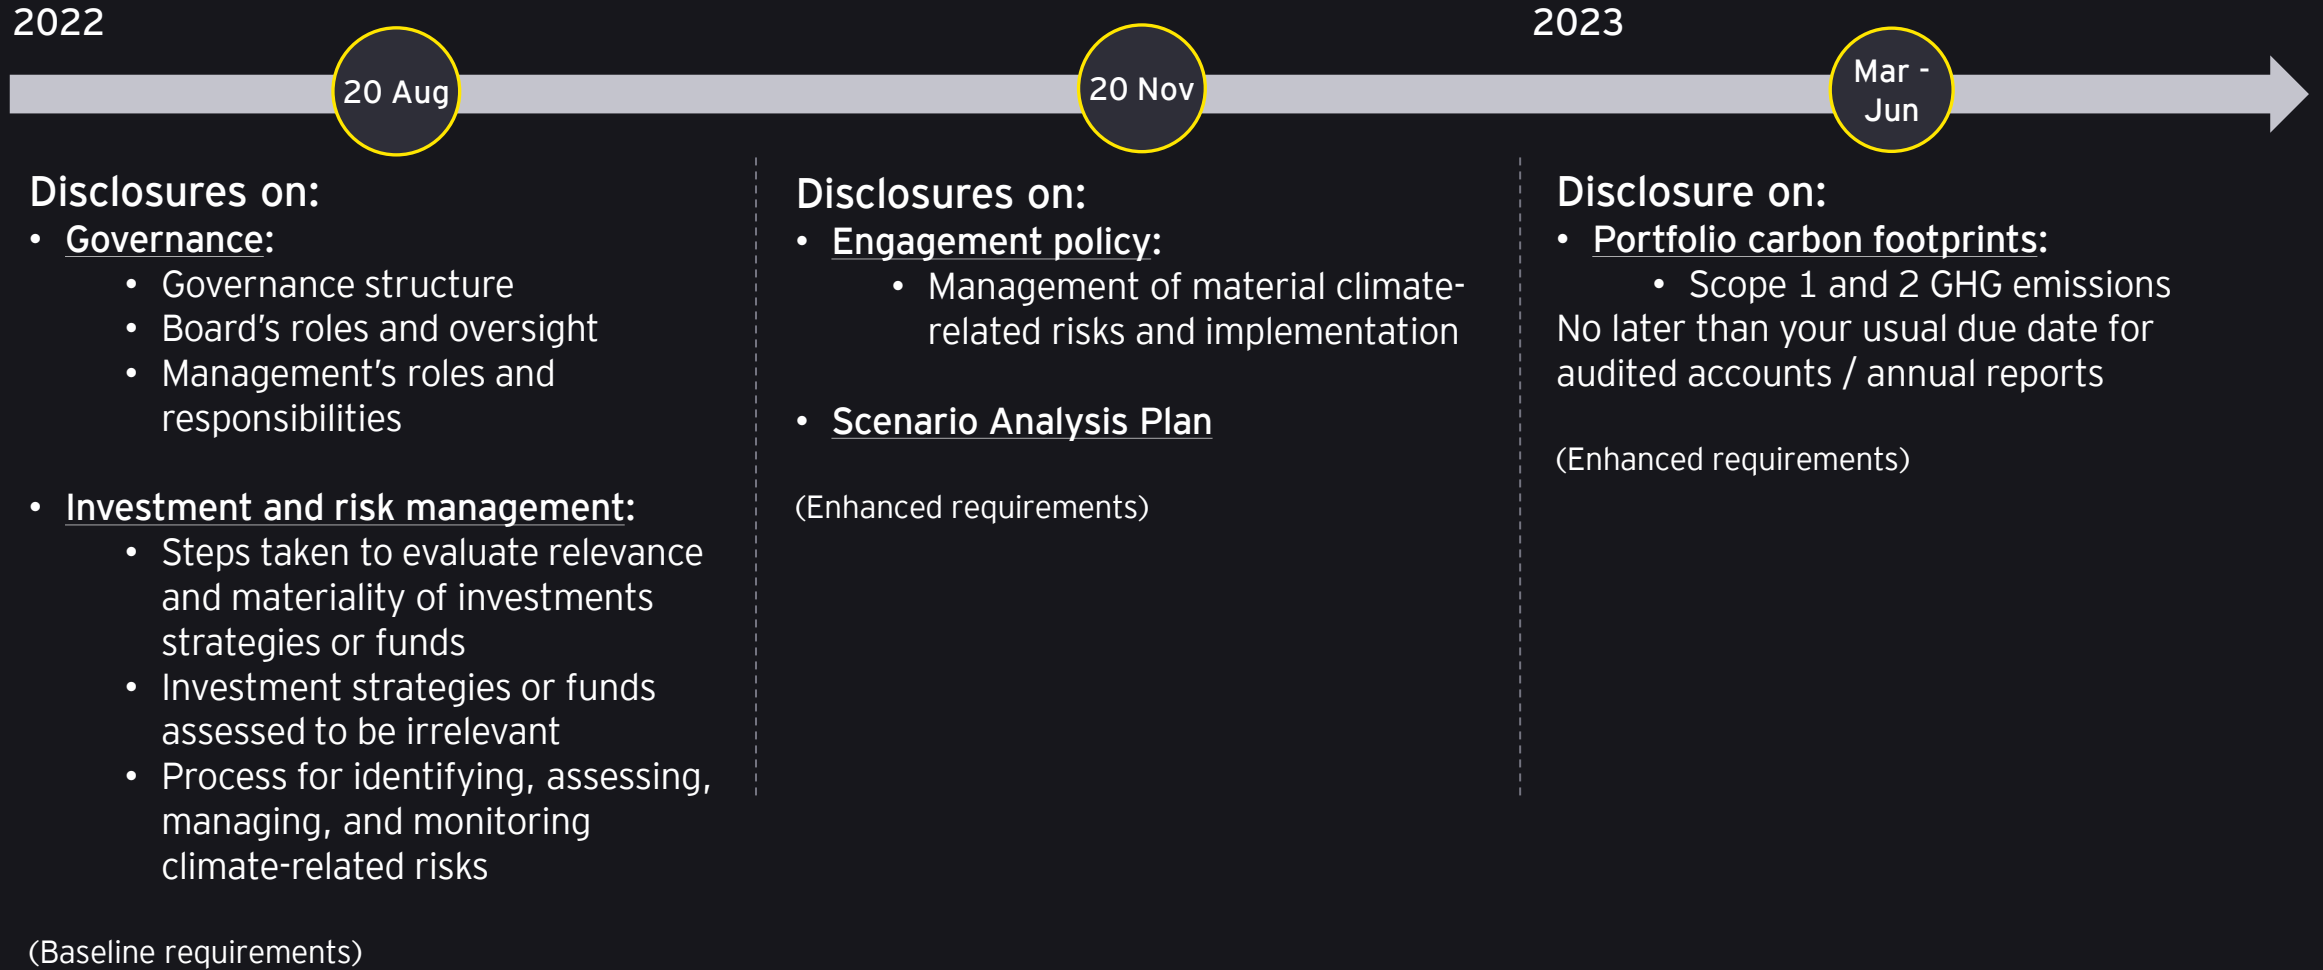 2022
2023
20 Aug
20 Nov
Mar -
Jun
Disclosures on:
• Governance:
• Governance structure
• Board's roles and oversight
• Management's roles and
responsibilities
• Investment and risk management:
• Steps taken to evaluate relevance
and materiality of investments
strategies or funds
• Investment strategies or funds
assessed to be irrelevant
• Process for identifying, assessing,
managing, and monitoring
climate-related risks
(Baseline requirements)
Disclosures on:
• Engagement policy:
• Management of material climate-
related risks and implementation
• Scenario Analysis Plan
(Enhanced requirements)
Disclosure on:
• Portfolio carbon footprints:
• Scope 1 and 2 GHG emissions
No later than your usual due date for
audited accounts / annual reports
(Enhanced requirements)